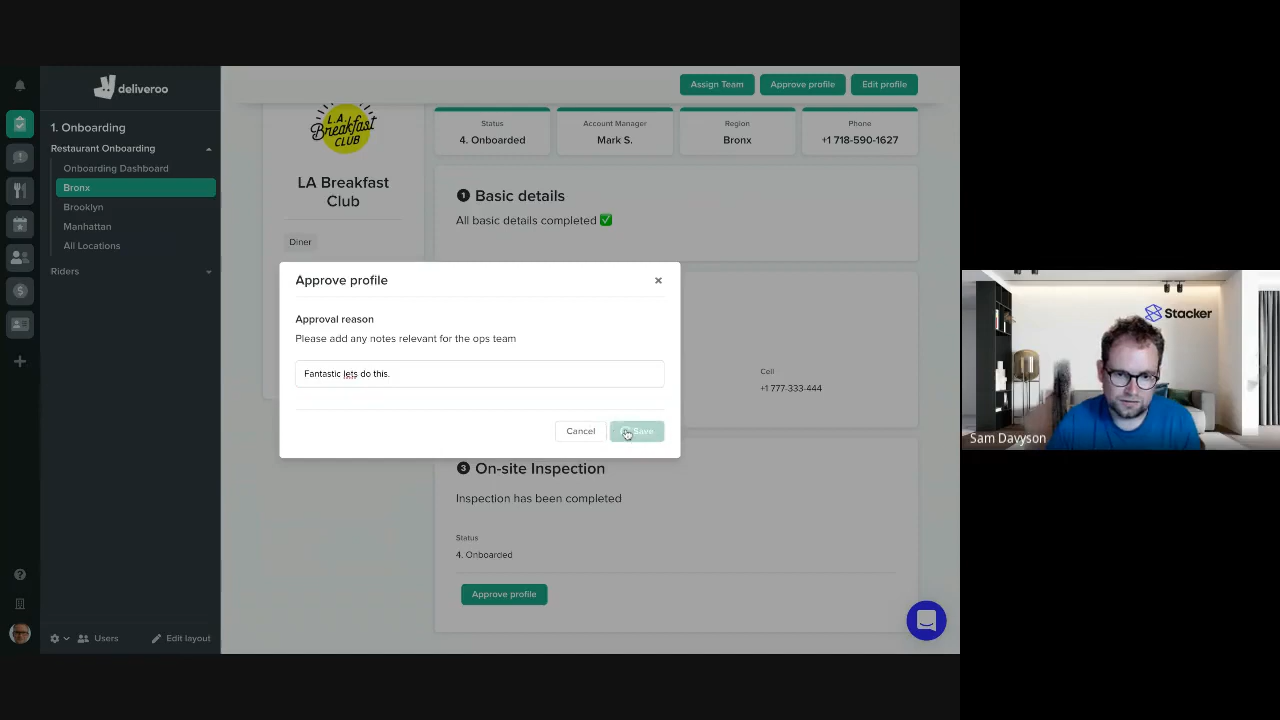 deliveroo
1. Onboarding
Restaurant Onboarding
Onboarding Dashboard
Bronx
Brooklyn
Manhattan
All Locations
Riders
Users
Edit layout
Assign Team
Approve profile
Edit profile
L.A.
Breakfast
CLUB
LA Breakfast
Club
Diner
Status
4. Onboarded
Account Manager
Mark S.
Region
Bronx
Phone
+1 718-590-1627
1 Basic details
All basic details completed ✅
Approve profile
×
Approval reason
Please add any notes relevant for the ops team
Fantastic lets do this.
Cancel
Save
Cell
+1 777-333-444
3 On-site Inspection
Inspection has been completed
Status
4. Onboarded
Approve profile
Stacker
Sam Davyson